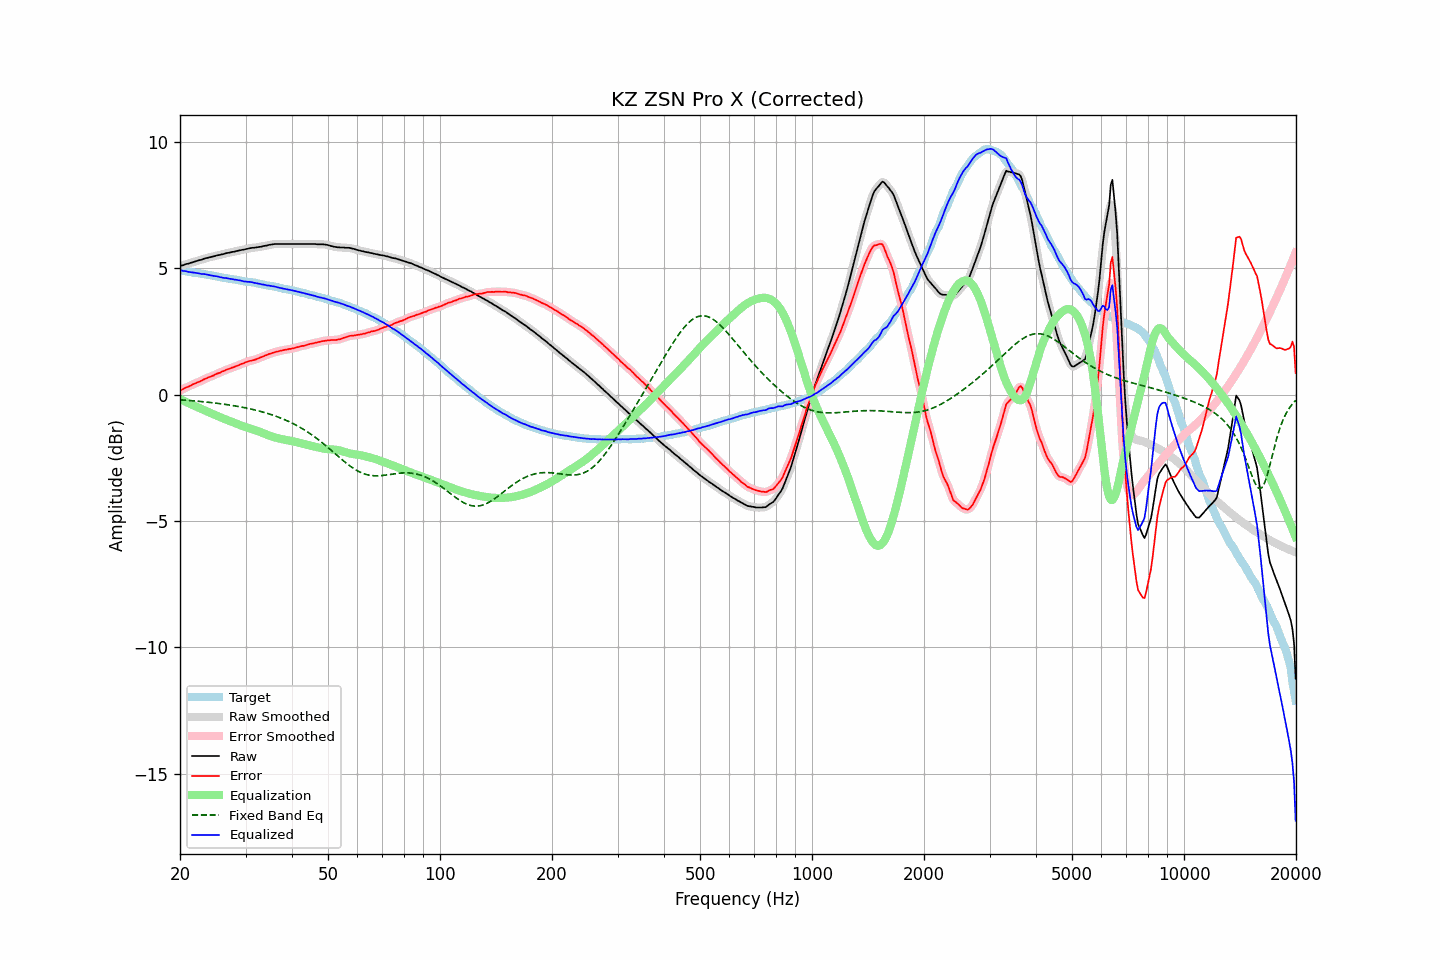 KZ ZSN Pro X (Corrected)
10
5
0
−5
−10
−15
Amplitude (dBr)
Target
Raw Smoothed
Error Smoothed
Raw
Error
Equalization
Fixed Band Eq
Equalized
20 50 100 200 500 1000 2000 5000 10000 20000
Frequency (Hz)